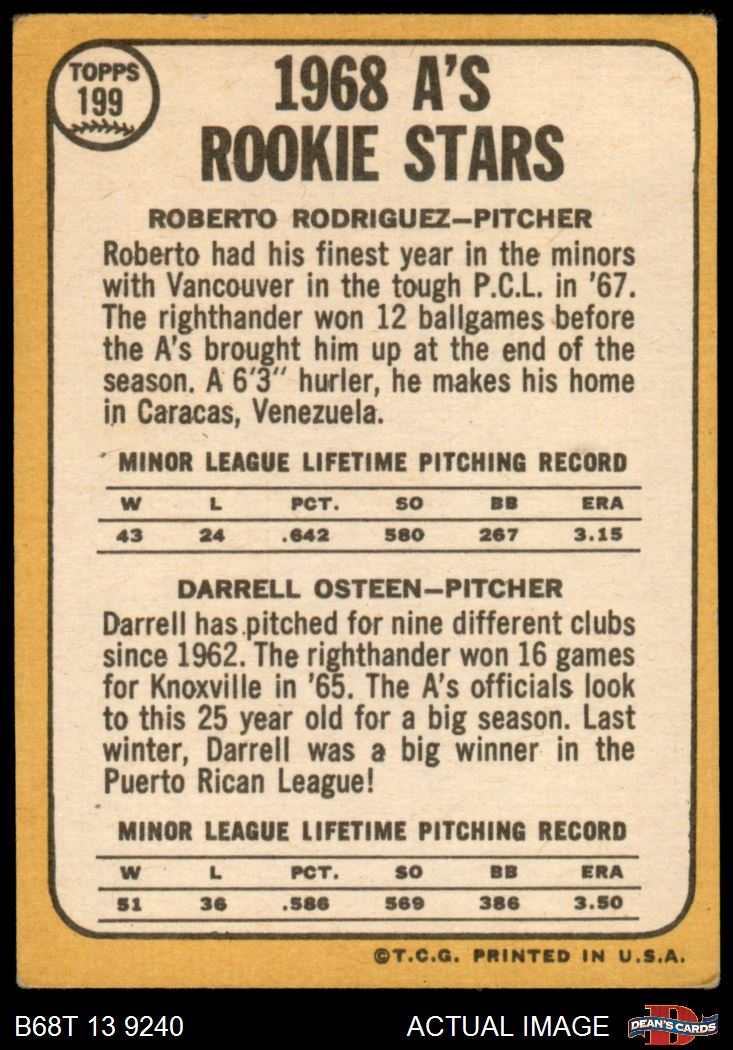 TOPPS
199
1968 A'S
ROOKIE STARS
ROBERTO RODRIGUEZ—PITCHER
Roberto had his finest year in the minors
with Vancouver in the tough P.C.L. in '67.
The righthander won 12 ballgames before
the A's brought him up at the end of the
season. A 6'3" hurler, he makes his home
in Caracas, Venezuela.
MINOR LEAGUE LIFETIME PITCHING RECORD
W L PCT. SO BB ERA
43 24 .642 580 267 3.15
DARRELL OSTEEN—PITCHER
Darrell has pitched for nine different clubs
since 1962. The righthander won 16 games
for Knoxville in '65. The A's officials look
to this 25 year old for a big season. Last
winter, Darrell was a big winner in the
Puerto Rican League!
MINOR LEAGUE LIFETIME PITCHING RECORD
W L PCT. SO BB ERA
51 36 .586 569 386 3.50
©T.C.G. PRINTED IN U.S.A.
B68T 13 9240 ACTUAL IMAGE D DEAN'S CARDS